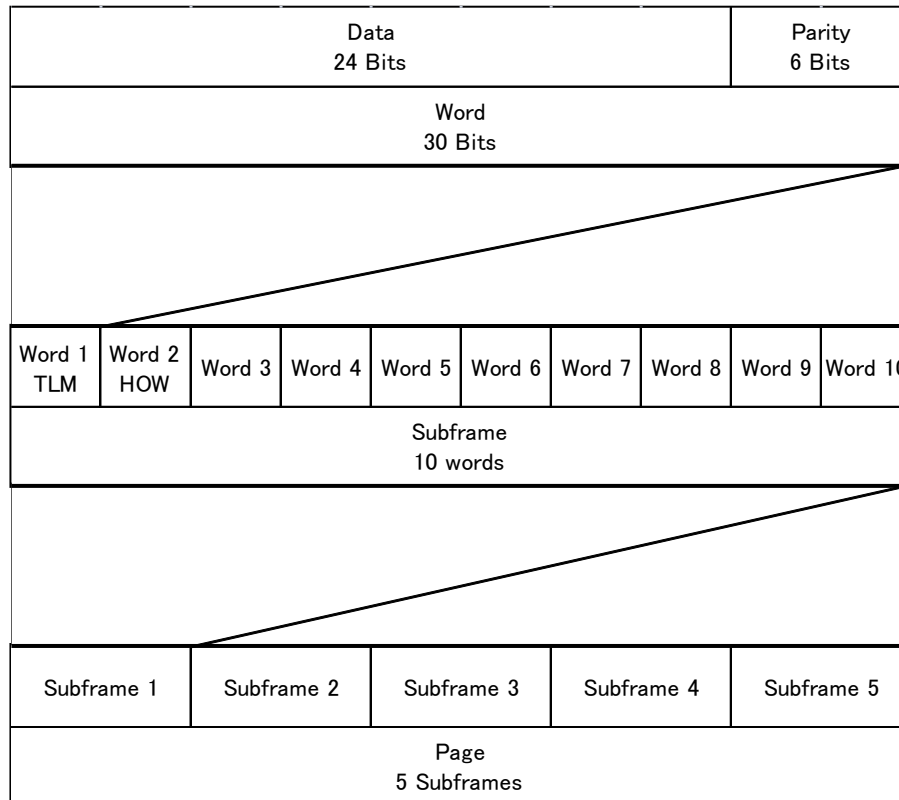 Data
24 Bits
Parity
6 Bits
Word
30 Bits
Word 1
TLM
Word 2
HOW
Word 3
Word 4
Word 5
Word 6
Word 7
Word 8
Word 9
Word 10
Subframe
10 words
Subframe 1
Subframe 2
Subframe 3
Subframe 4
Subframe 5
Page
5 Subframes